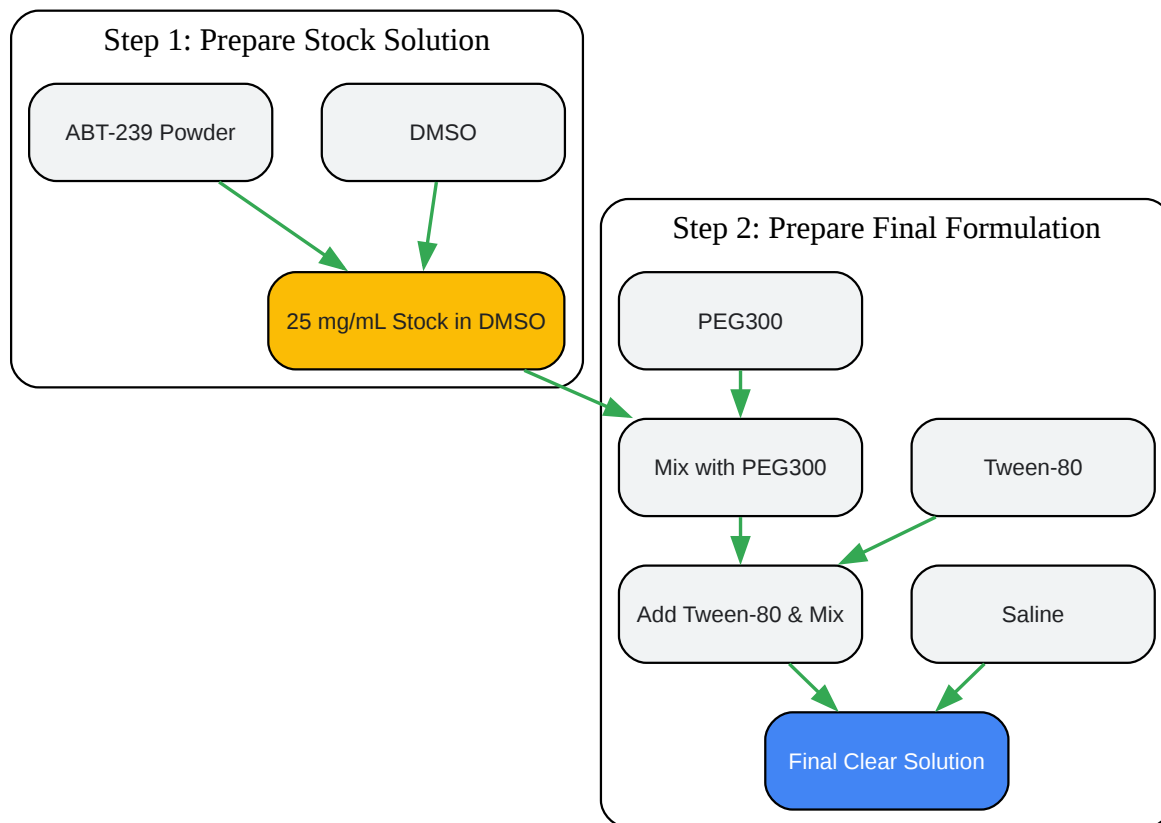 Step 1: Prepare Stock Solution
ABT-239 Powder
DMSO
25 mg/mL Stock in DMSO
Step 2: Prepare Final Formulation
PEG300
Mix with PEG300
Tween-80
Add Tween-80 & Mix
Saline
Final Clear Solution